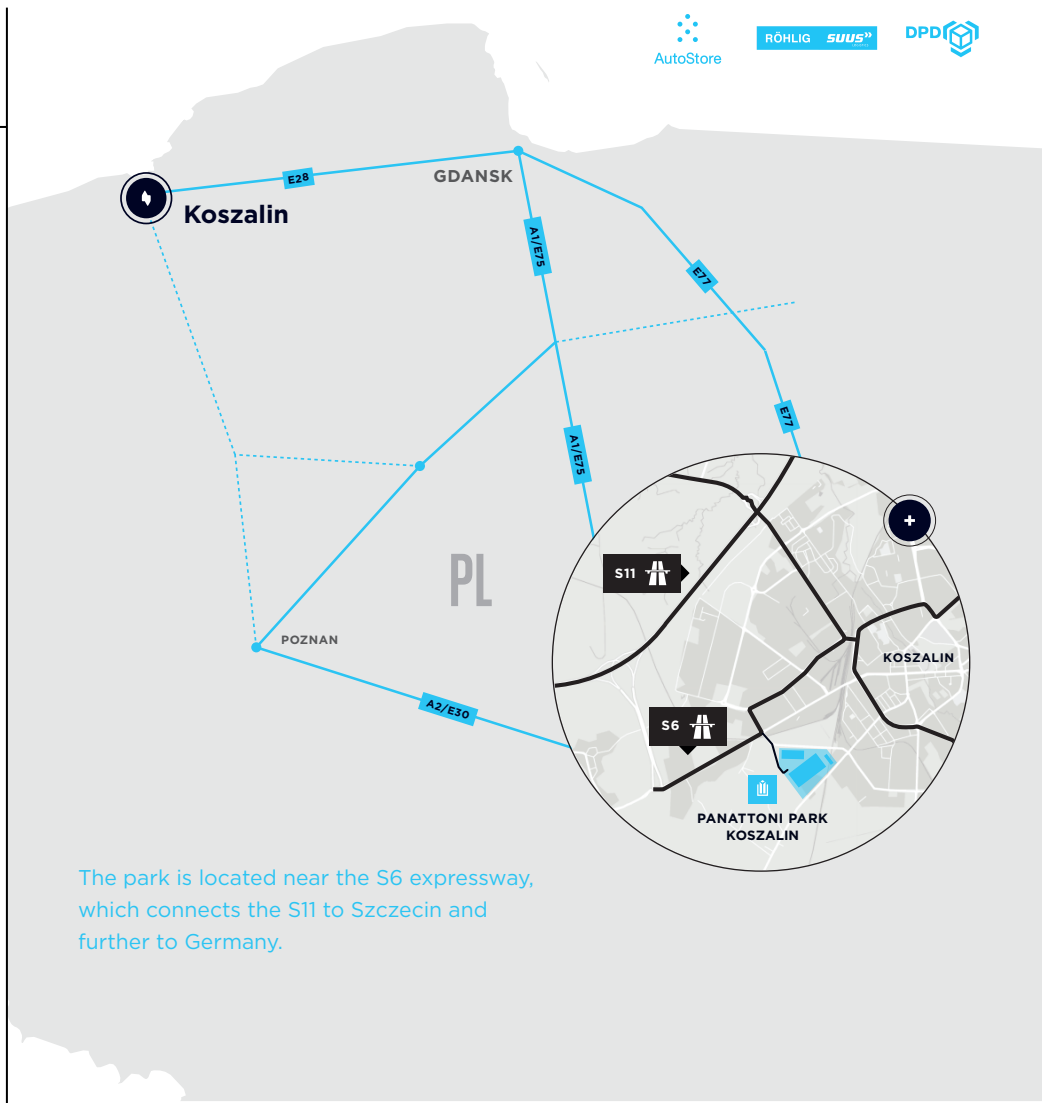 AutoStore
RÖHLIG SUUS
DPD
E28
GDANSK
Koszalin
A1/E75
E77
E77
A1/E75
PL
S11
POZNAN
KOSZALIN
A2/E30
S6
PANATTONI PARK
KOSZALIN
The park is located near the S6 expressway,
which connects the S11 to Szczecin and
further to Germany.